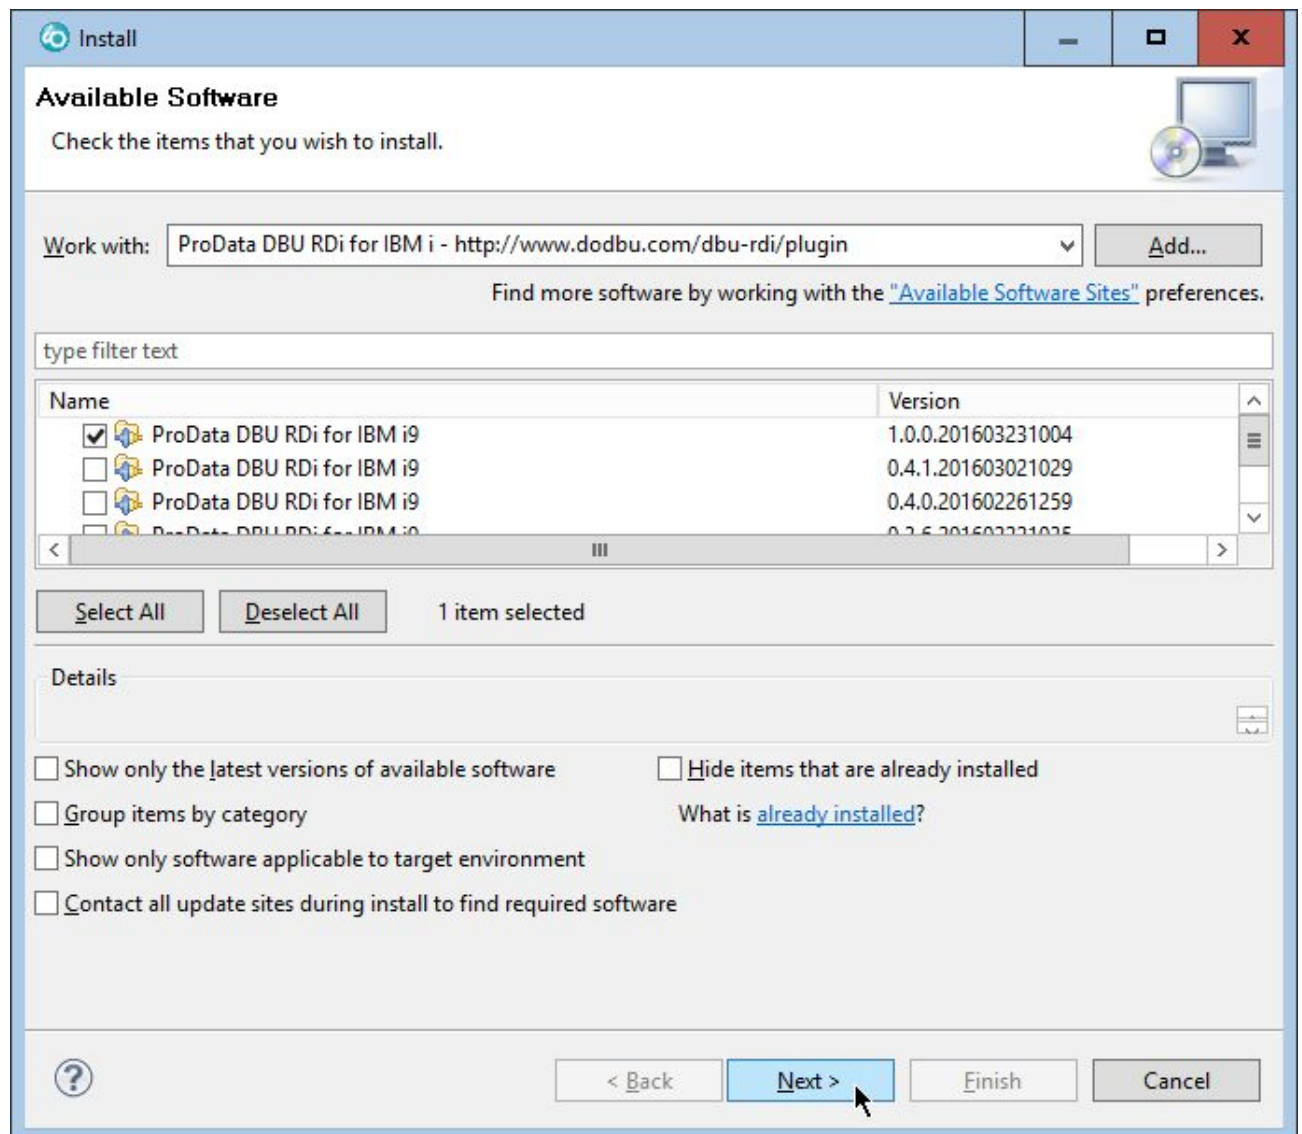 Install
Available Software
Check the items that you wish to install.
Work with: ProData DBU RDi for IBM i - http://www.dodbu.com/dbu-rdi/plugin Add...
Find more software by working with the "Available Software Sites" preferences.
type filter text
Name Version
ProData DBU RDi for IBM i9 1.0.0.201603231004
ProData DBU RDi for IBM i9 0.4.1.201603021029
ProData DBU RDi for IBM i9 0.4.0.201602261259
ProData DBU RDi for IBM i9
Select All Deselect All 1 item selected
Details
Show only the latest versions of available software Hide items that are already installed
Group items by category What is already installed?
Show only software applicable to target environment
Contact all update sites during install to find required software
? < Back Next > Finish Cancel